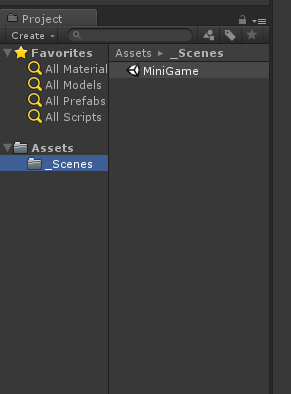 Project
Create
Favorites
All Material
All Models
All Prefabs
All Scripts
Assets
_Scenes
Assets ▸ _Scenes
MiniGame